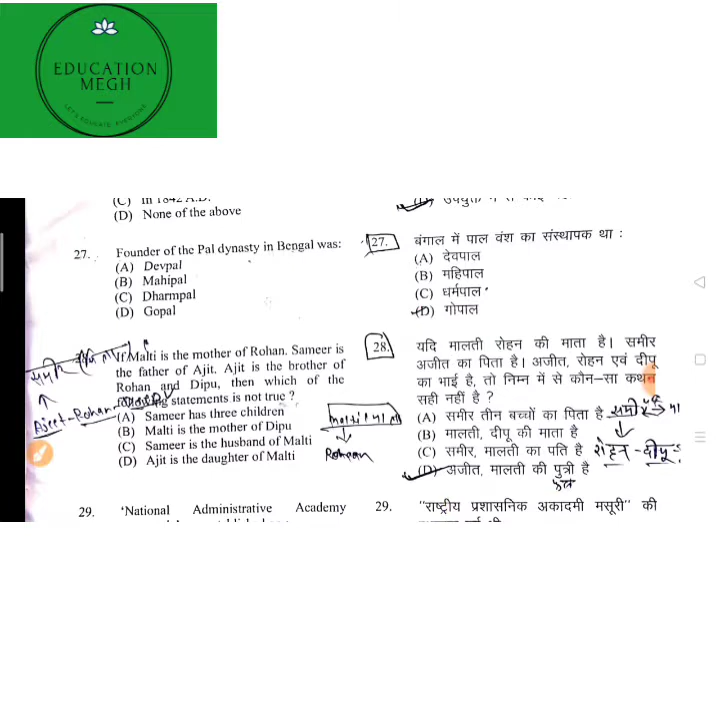 EDUCATION
MEGH
LETS EDUCATE EVERYONE
(C) In 1842 A.D.
(D) None of the above
27. Founder of the Pal dynasty in Bengal was:
(A) Devpal
(B) Mahipal
(C) Dharmpal
(D) Gopal
If Malti is the mother of Rohan. Sameer is
the father of Ajit. Ajit is the brother of
Rohan and Dipu, then which of the
statements is not true ?
(A) Sameer has three children
(B) Malti is the mother of Dipu
(C) Sameer is the husband of Malti
(D) Ajit is the daughter of Malti
Ajeet-Rohan
Rohan
29. 'National Administrative Academy
27. बंगाल में पाल वंश का संस्थापक था :
(A) देवपाल
(B) महिपाल
(C) धर्मपाल
(D) गोपाल
28. यदि मालती रोहन की माता है। समीर
अजीत का पिता है। अजीत, रोहन एवं दीपू
का भाई है, तो निम्न में से कौन-सा कथन
सही नहीं है ?
(A) समीर तीन बच्चों का पिता है
(B) मालती, दीपू की माता है
(C) समीर, मालती का पति है रोहन-दीपू
(D) अजीत, मालती की पुत्री है
29. "राष्ट्रीय प्रशासनिक अकादमी मसूरी" की